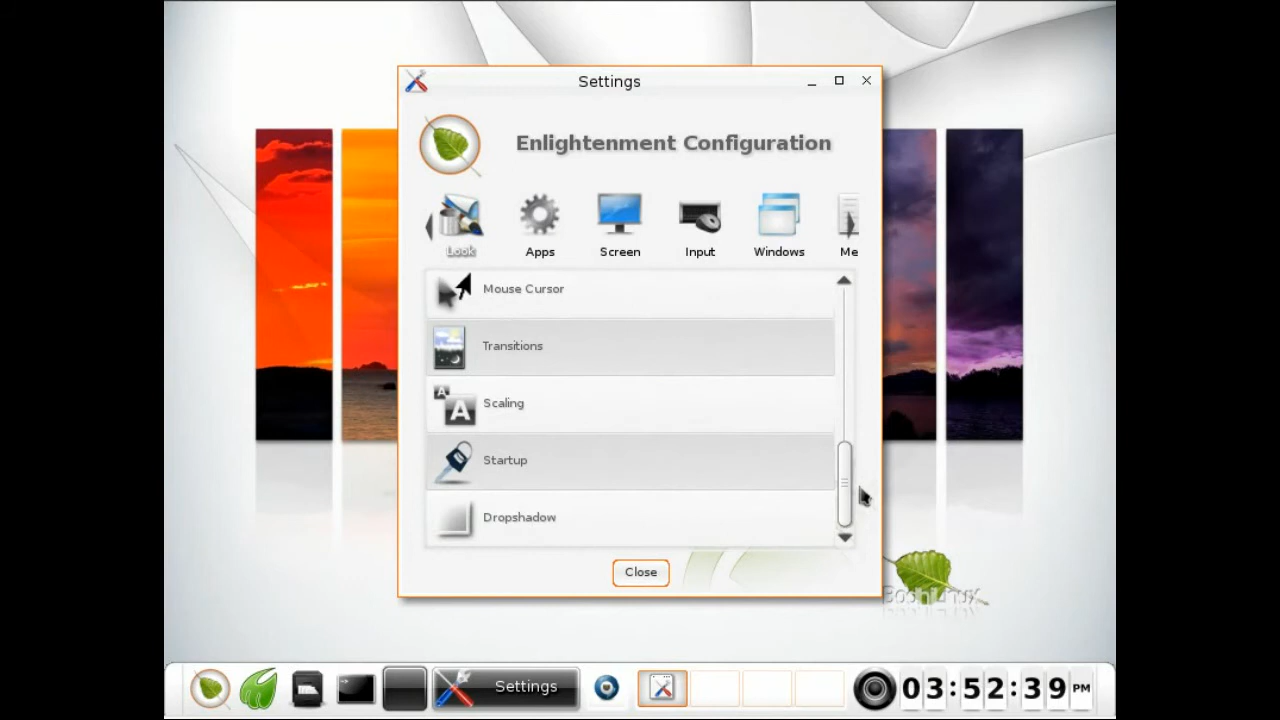 Settings
Enlightenment Configuration
Look Apps Screen Input Windows Me
Mouse Cursor
Transitions
A
A Scaling
Startup
Dropshadow
Close
BodhiLinux
Settings 03:52:39 PM